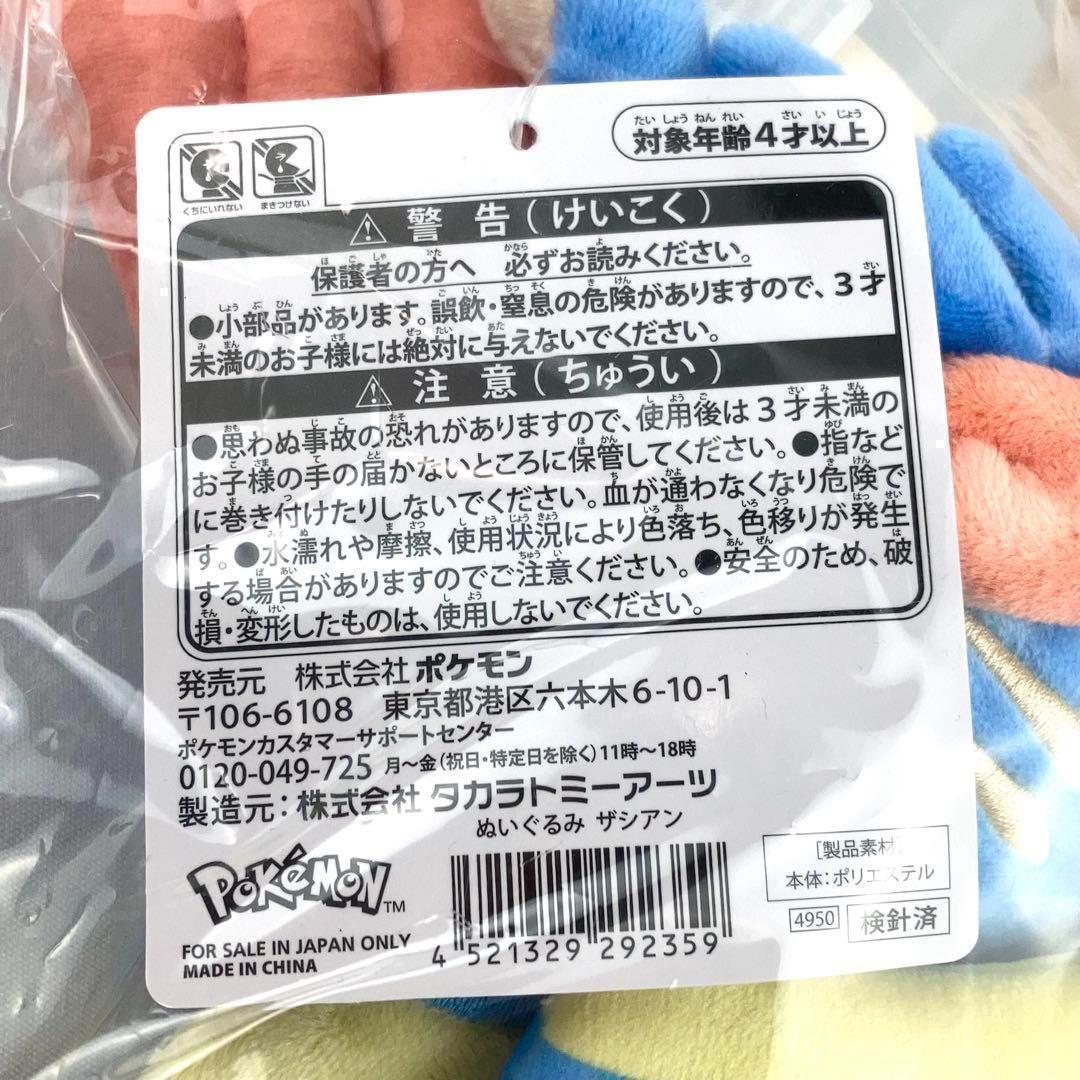 対象年齢4才以上
たいしょうねんれい さいいじょう
くちにいれない まきつけない
警告(けいこく)
保護者の方へ 必ずお読みください。
●小部品があります。誤飲・窒息の危険がありますので、3才
未満のお子様には絶対に与えないでください。
注意(ちゅうい)
●思わぬ事故の恐れがありますので、使用後は3才未満の
お子様の手の届かないところに保管してください。●指など
に巻き付けたりしないでください。血が通わなくなり危険で
す。●水濡れや摩擦、使用状況により色落ち、色移りが発生
する場合がありますのでご注意ください。●安全のため、破
損・変形したものは、使用しないでください。
発売元 株式会社 ポケモン
〒106-6108 東京都港区六本木6-10-1
ポケモンカスタマーサポートセンター
0120-049-725 月〜金(祝日・特定日を除く)11時〜18時
製造元:株式会社 タカラトミーアーツ
ぬいぐるみ ザシアン
[製品素材]
本体:ポリエステル
POKéMON™
4950 検針済
FOR SALE IN JAPAN ONLY
MADE IN CHINA
4 521329 292359